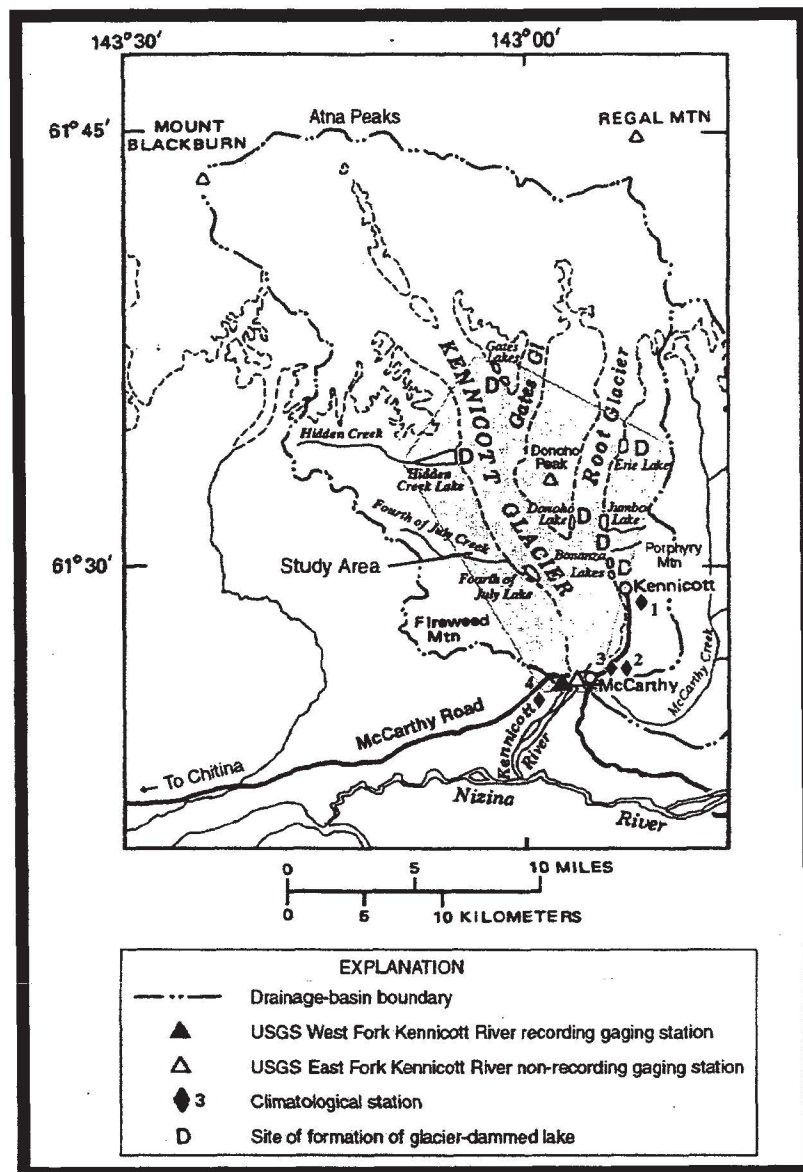 143°30'
143°00'
61°45'
MOUNT
BLACKBURN
Atna Peaks
REGAL MTN
KENNICOTT GLACIER
Gates
Lakes
Gates Gl
Root Glacier
Hidden Creek
D
D
Hidden
Creek Lake
Donoho
Peak
D
Erie Lake
Donoho
Lake
D
Jumbo
Lake
D
Fourth of July Creek
61°30'
Study Area
Bonanza
Lakes
D
Porphyry
Mtn
Kennicott
1
Fourth of
July Lake
Fireweed
Mtn
3
2
4
McCarthy
McCarthy Creek
McCarthy Road
Kennicott
River
← To Chitina
Nizina
River
0 5 10 MILES
0 5 10 KILOMETERS
EXPLANATION
Drainage-basin boundary
USGS West Fork Kennicott River recording gaging station
USGS East Fork Kennicott River non-recording gaging station
3 Climatological station
D Site of formation of glacier-dammed lake